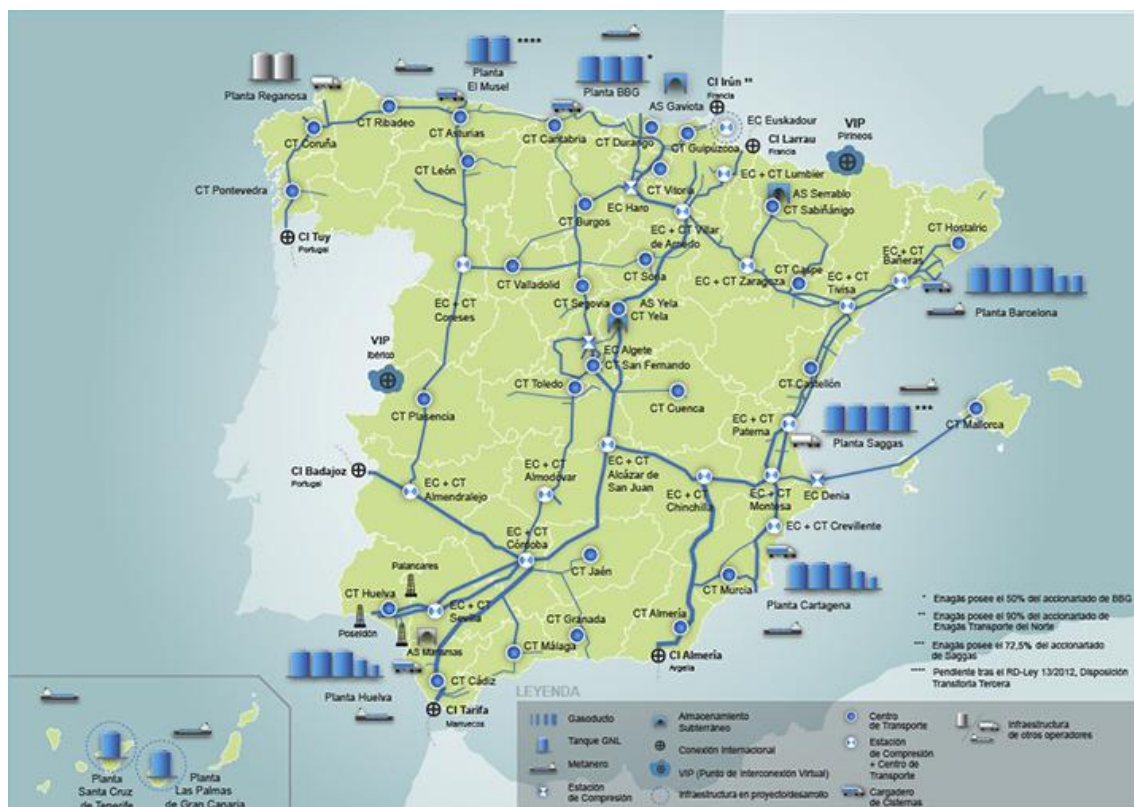 ****
Planta
El Musel
*
Planta BBG
Planta Reganosa
AS Gaviota
CI Irún **
Francia
EC Euskadour
CI Larrau
Francia
VIP
Pirineos
CT Ribadeo
CT Coruña
CT Asturias
CT Cantabria
CT Durango
CT Guipúzcoa
CT León
CT Vitoria
EC + CT Lumbier
AS Serrablo
CT Sabiñánigo
CT Pontevedra
CI Tuy
Portugal
CT Burgos
EC Haro
EC + CT Villar
de Arnedo
CT Hostalric
EC + CT
Bañeras
CT Valladolid
CT Soria
EC + CT Zaragoza
CT Caspe
EC + CT
Tivisa
Planta Barcelona
EC + CT
Coreses
CT Segovia
AS Yela
CT Yela
VIP
Ibérico
EC Algete
CT San Fernando
CT Toledo
CT Cuenca
CT Castellón
CT Plasencia
EC + CT
Paterna
***
Planta Saggas
CT Mallorca
CI Badajoz
Portugal
EC + CT
Almendralejo
EC + CT
Almodóvar
EC + CT
Alcázar de
San Juan
EC + CT
Chinchilla
EC + CT
Montesa
EC Denia
EC + CT Crevillente
EC + CT
Córdoba
CT Jaén
CT Murcia
Planta Cartagena
Palancares
CT Huelva
Poseidón
EC + CT
Sevilla
AS Marismas
CT Granada
CT Málaga
CT Almería
CI Almería
Argelia
Planta Huelva
CT Cádiz
CI Tarifa
Marruecos
Planta
Santa Cruz
de Tenerife
Planta
Las Palmas
de Gran Canaria
* Enagás posee el 50% del accionariado de BBG
** Enagás posee el 90% del accionariado de
Enagás Transporte del Norte
*** Enagás posee el 72,5% del accionariado
de Saggas
**** Pendiente tras el RD-Ley 13/2012, Disposición
Transitoria Tercera
LEYENDA
Gasoducto
Tanque GNL
Metanero
Estación
de Compresión
Almacenamiento
Subterráneo
Conexión Internacional
VIP (Punto de Interconexión Virtual)
Infraestructura en proyecto/desarrollo
Centro
de Transporte
Estación
de Compresión
+ Centro de
Transporte
Cargadero
de Cisternas
Infraestructura
de otros operadores